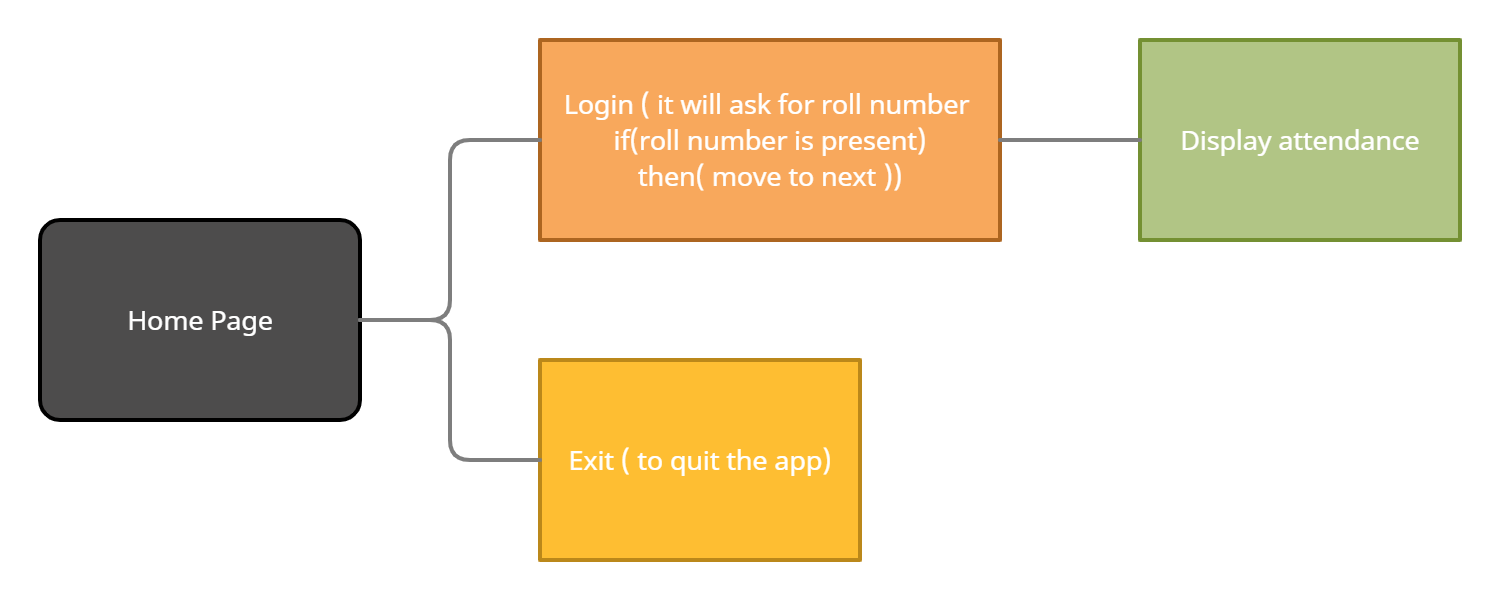 Home Page
Login ( it will ask for roll number
if(roll number is present)
then( move to next ))
Display attendance
Exit ( to quit the app)